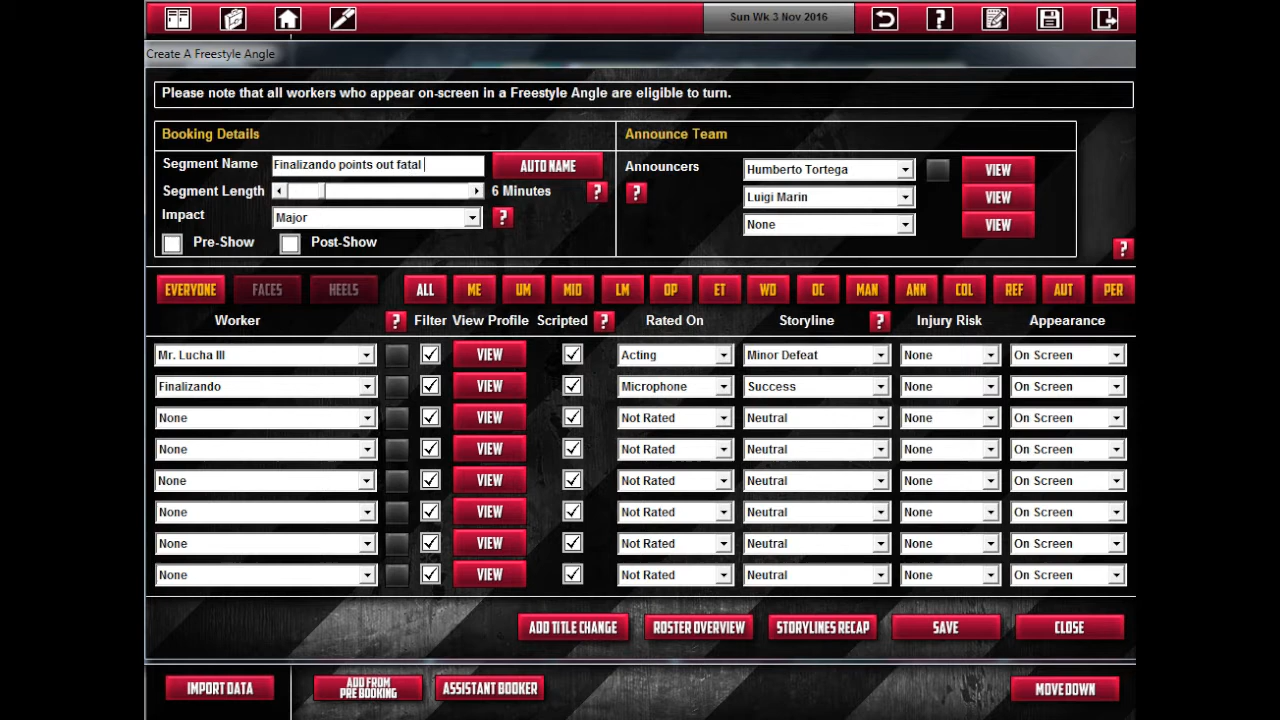 Sun Wk 3 Nov 2016
?
Create A Freestyle Angle
Please note that all workers who appear on-screen in a Freestyle Angle are eligible to turn.
Booking Details
Announce Team
Segment Name Finalizando points out fatal AUTO NAME
Announcers Humberto Tortega VIEW
Segment Length 6 Minutes ?
? Luigi Marin VIEW
Impact Major ?
None VIEW
Pre-Show Post-Show
?
EVERYONE FACES HEELS ALL ME UM MID LM OP ET WO OC MAN ANN COL REF AUT PER
Worker ? Filter View Profile Scripted ? Rated On Storyline ? Injury Risk Appearance
Mr. Lucha III VIEW Acting Minor Defeat None On Screen
Finalizando VIEW Microphone Success None On Screen
None VIEW Not Rated Neutral None On Screen
None VIEW Not Rated Neutral None On Screen
None VIEW Not Rated Neutral None On Screen
None VIEW Not Rated Neutral None On Screen
None VIEW Not Rated Neutral None On Screen
None VIEW Not Rated Neutral None On Screen
ADD TITLE CHANGE ROSTER OVERVIEW STORYLINES RECAP SAVE CLOSE
IMPORT DATA ADD FROM PRE BOOKING ASSISTANT BOOKER MOVE DOWN